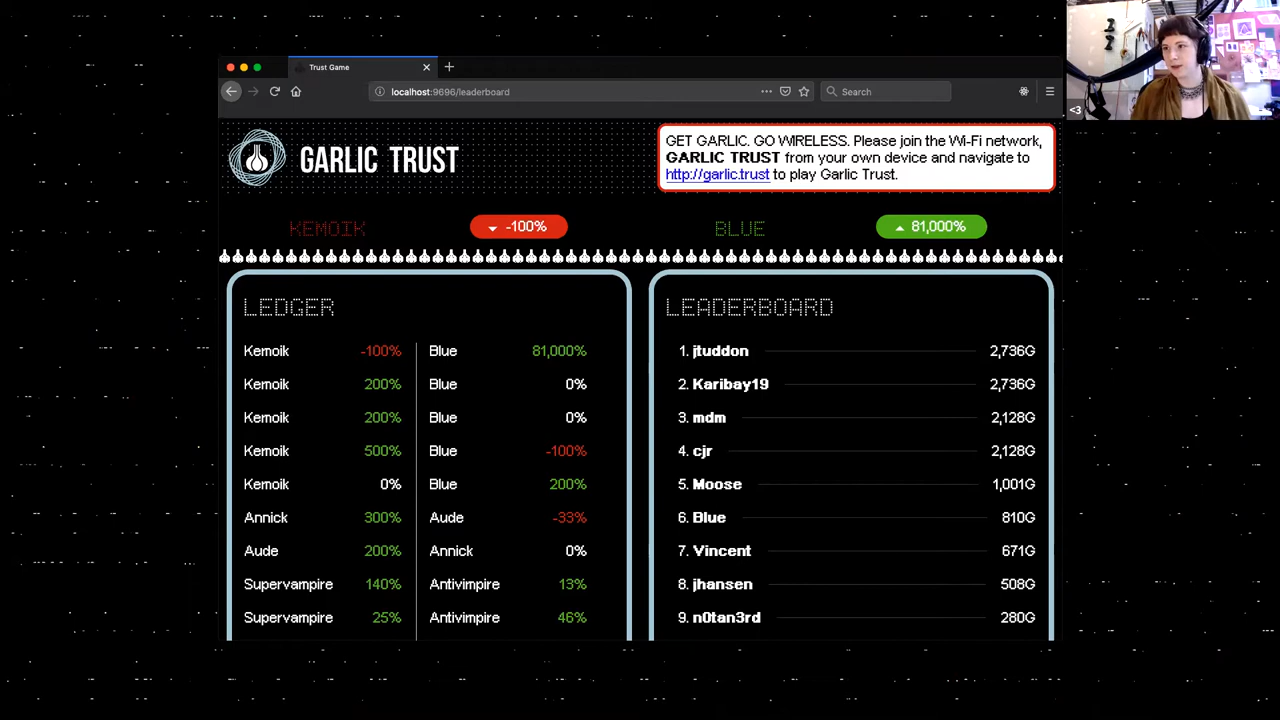 Trust Game
localhost:9696/leaderboard
Search
<3
GARLIC TRUST
GET GARLIC. GO WIRELESS. Please join the Wi-Fi network,
GARLIC TRUST from your own device and navigate to
http://garlic.trust to play Garlic Trust.
KEMOIK -100% BLUE 81,000%
LEDGER
Kemoik -100% Blue 81,000%
Kemoik 200% Blue 0%
Kemoik 200% Blue 0%
Kemoik 500% Blue -100%
Kemoik 0% Blue 200%
Annick 300% Aude -33%
Aude 200% Annick 0%
Supervampire 140% Antivimpire 13%
Supervampire 25% Antivimpire 46%
LEADERBOARD
1. jtuddon 2,736G
2. Karibay19 2,736G
3. mdm 2,128G
4. cjr 2,128G
5. Moose 1,001G
6. Blue 810G
7. Vincent 671G
8. jhansen 508G
9. n0tan3rd 280G